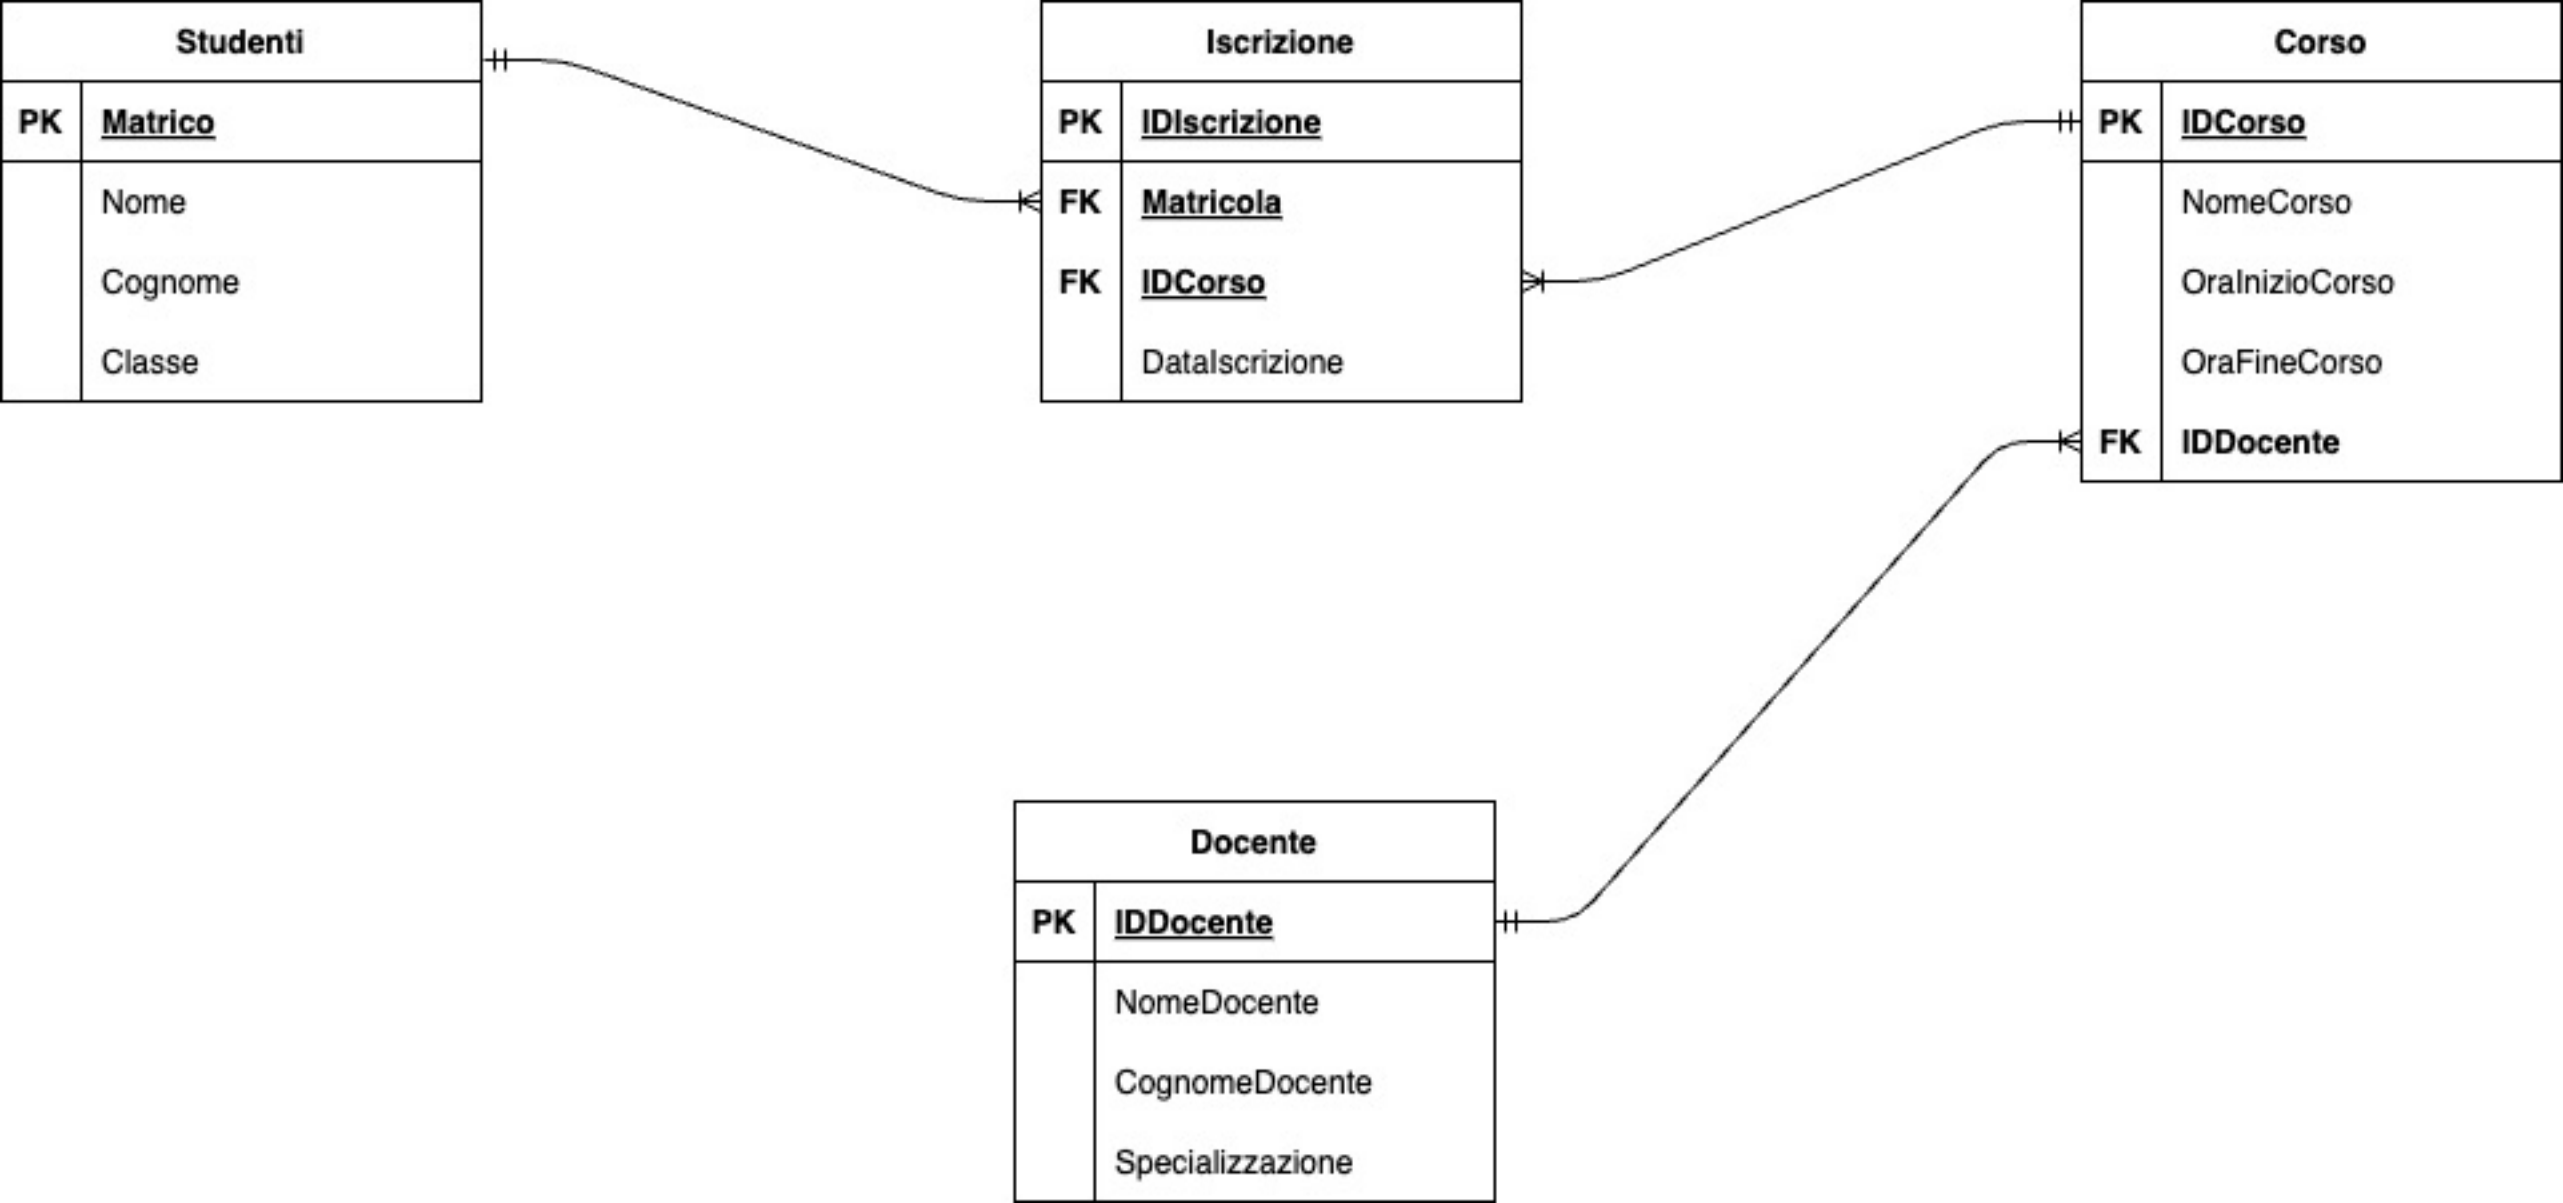 Studenti
PK Matrico
Nome
Cognome
Classe
Iscrizione
PK IDIscrizione
FK Matricola
FK IDCorso
DataIscrizione
Corso
PK IDCorso
NomeCorso
OraInizioCorso
OraFineCorso
FK IDDocente
Docente
PK IDDocente
NomeDocente
CognomeDocente
Specializzazione